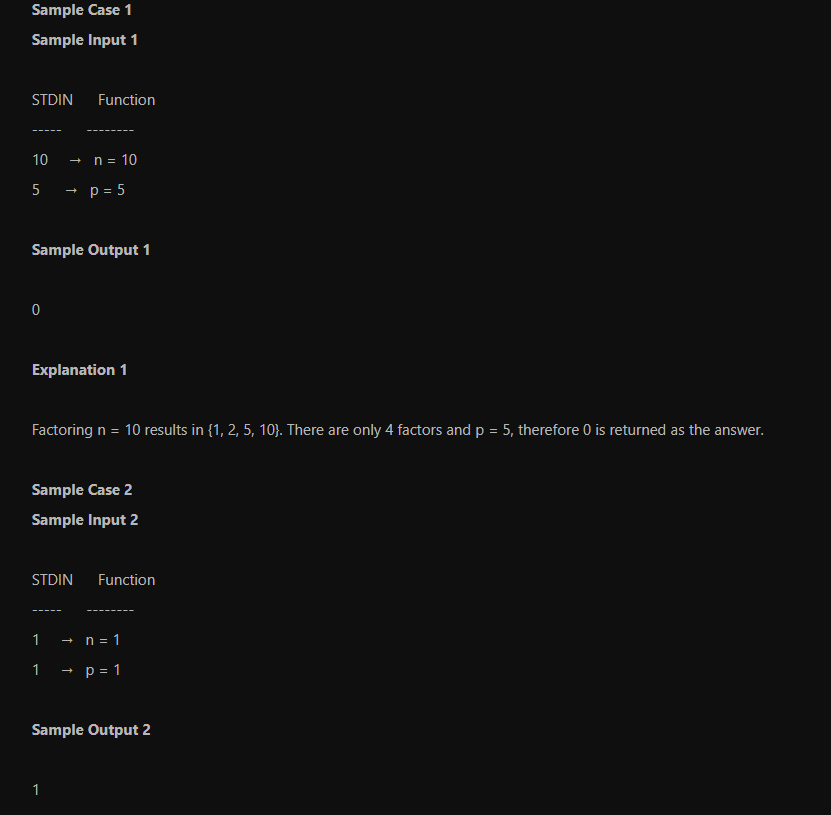 Sample Case 1
Sample Input 1
STDIN Function
----- --------
10 → n = 10
5 → p = 5
Sample Output 1
0
Explanation 1
Factoring n = 10 results in {1, 2, 5, 10}. There are only 4 factors and p = 5, therefore 0 is returned as the answer.
Sample Case 2
Sample Input 2
STDIN Function
----- --------
1 → n = 1
1 → p = 1
Sample Output 2
1